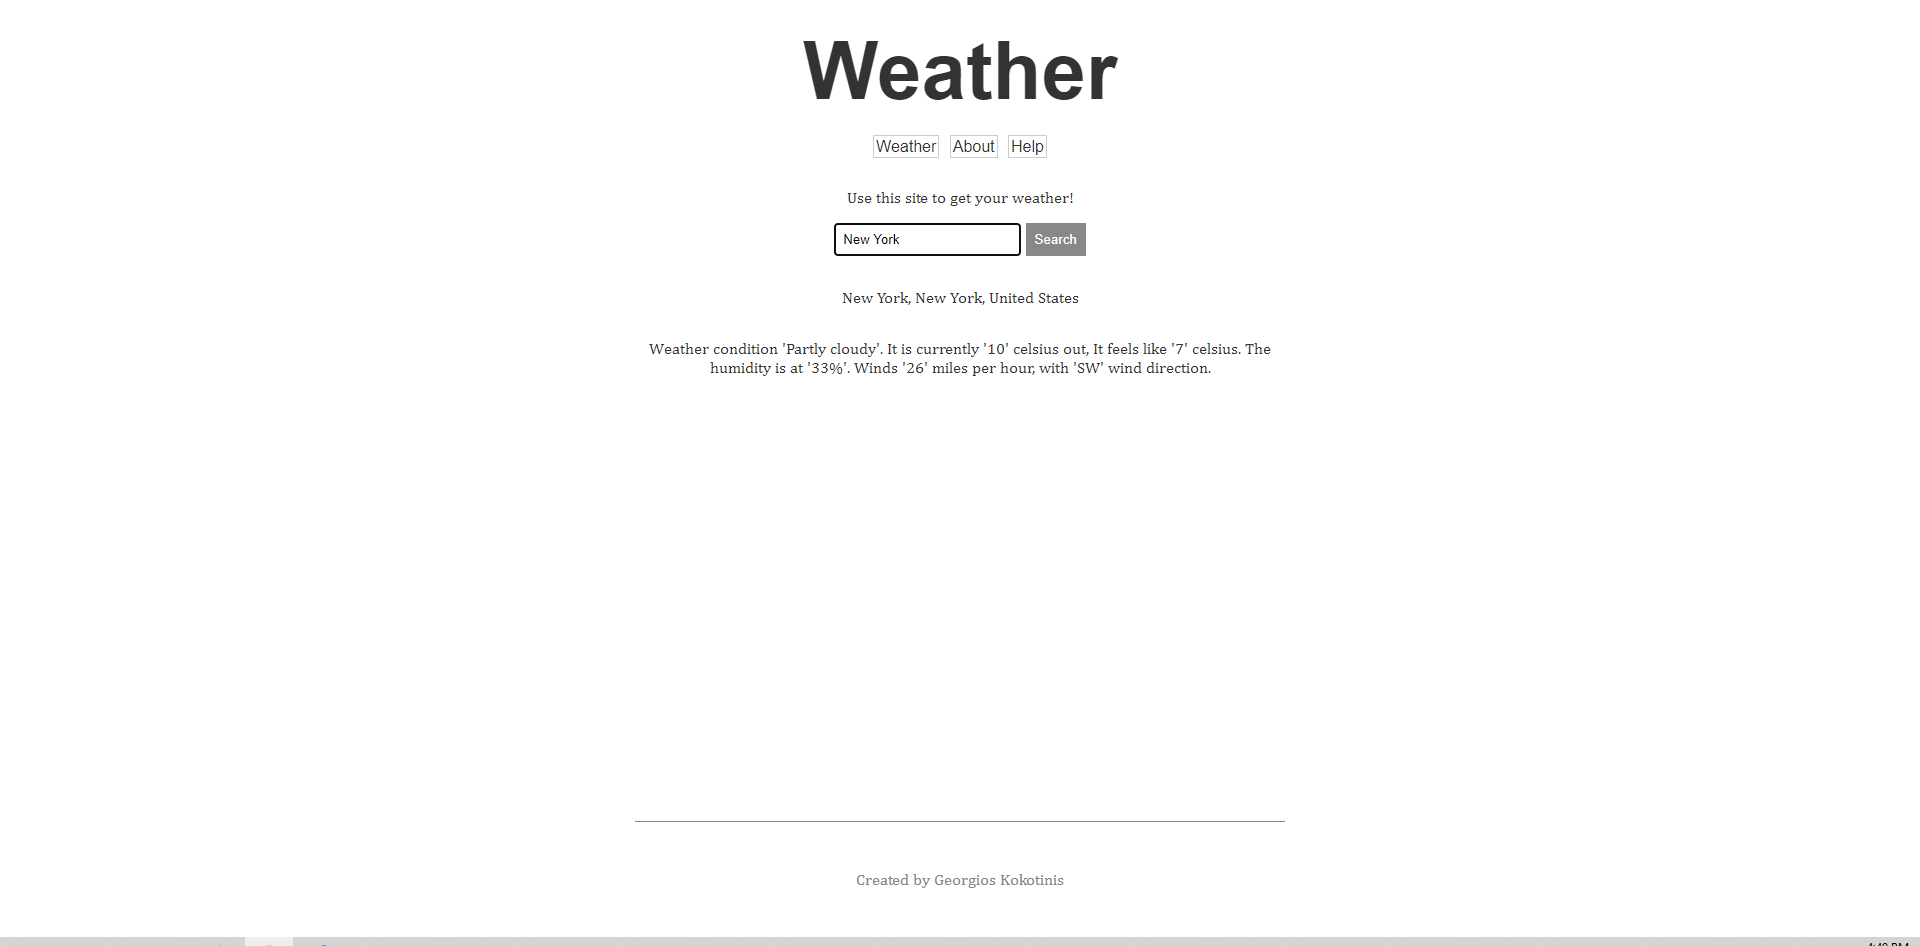 Weather
Weather About Help
Use this site to get your weather!
New York Search
New York, New York, United States
Weather condition 'Partly cloudy'. It is currently '10' celsius out, It feels like '7' celsius. The
humidity is at '33%'. Winds '26' miles per hour, with 'SW' wind direction.
Created by Georgios Kokotinis